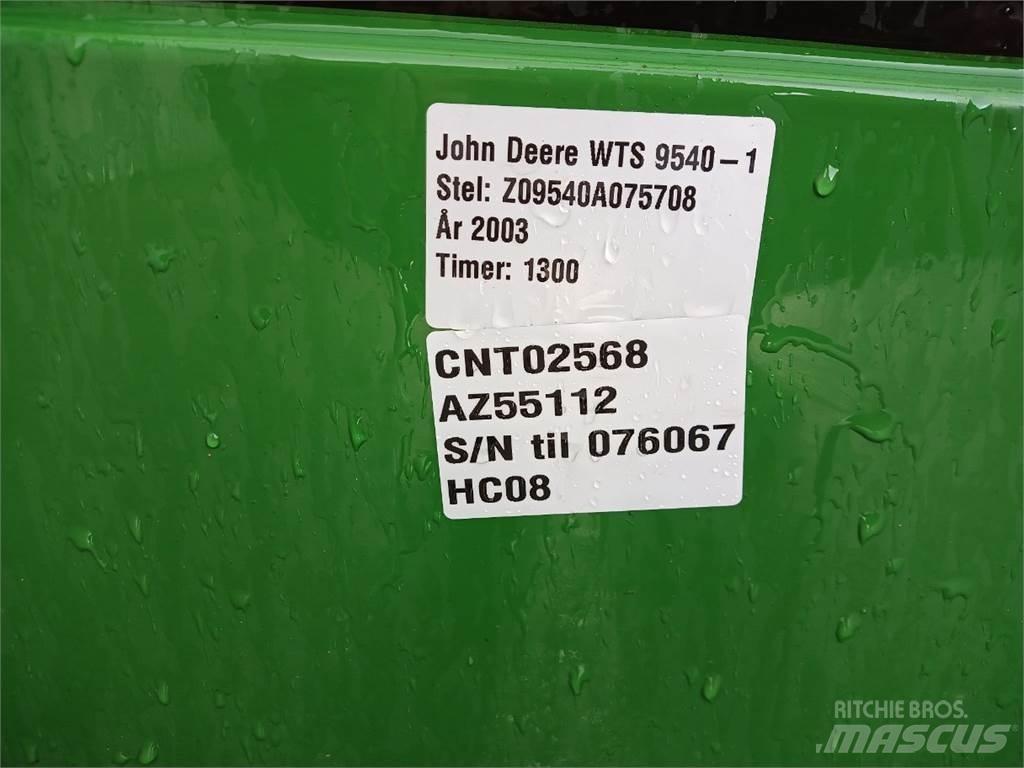 John Deere WTS 9540-1
Stel: Z09540A075708
År 2003
Timer: 1300
CNT02568
AZ55112
S/N til 076067
HC08
RITCHIE BROS.
MASCUS